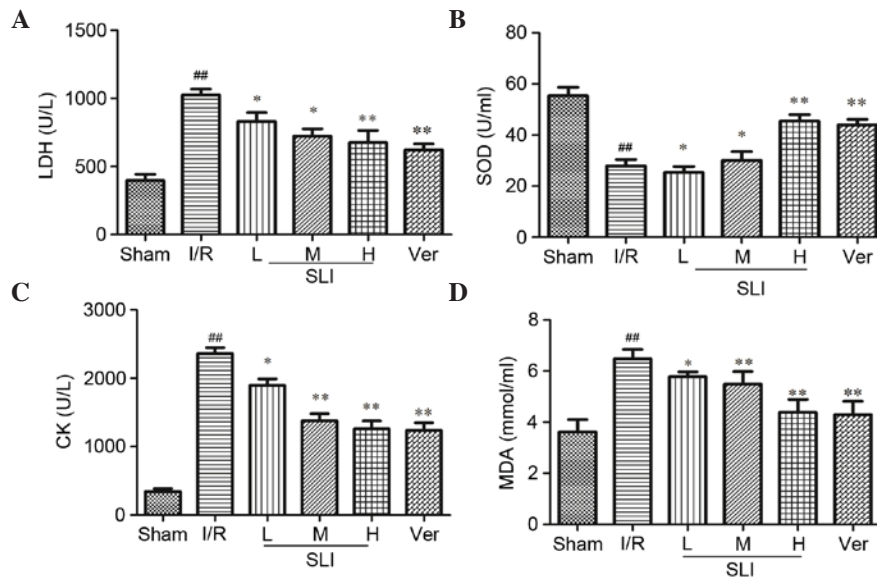 A
1500
1000
500
0
LDH (U/L)
##
*
*
**
**
Sham I/R L M H Ver
SLI
B
80
60
40
20
0
SOD (U/ml)
##
*
*
**
**
Sham I/R L M H Ver
SLI
C
3000
2000
1000
0
CK (U/L)
##
*
**
**
**
Sham I/R L M H Ver
SLI
D
8
6
4
2
0
MDA (mmol/ml)
##
*
**
**
**
Sham I/R L M H Ver
SLI